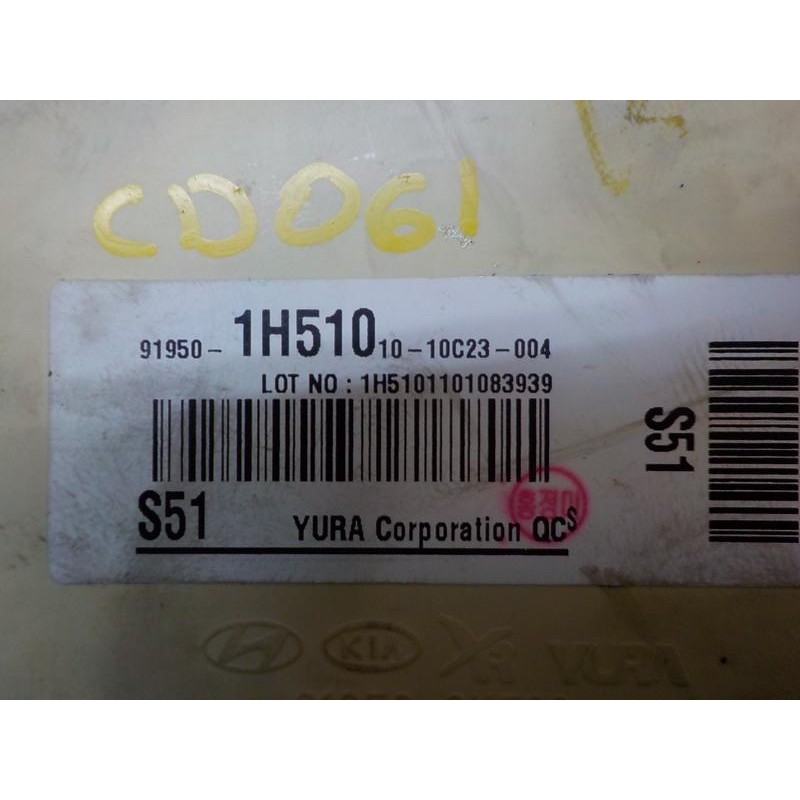 CD061
91950- 1H510 10-10C23-004
LOT NO : 1H5101101083939
S51
YURA Corporation QCS
S51
KIA
YURA